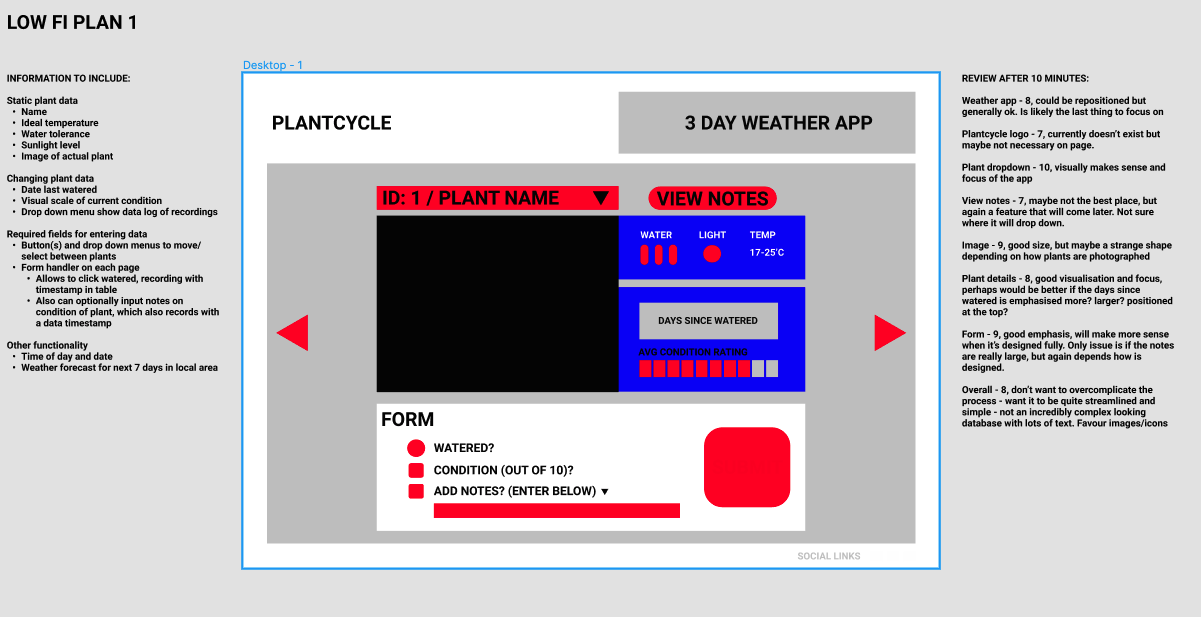 LOW FI PLAN 1
INFORMATION TO INCLUDE:
Static plant data
• Name
• Ideal temperature
• Water tolerance
• Sunlight level
• Image of actual plant
Changing plant data
• Date last watered
• Visual scale of current condition
• Drop down menu show data log of recordings
Required fields for entering data
• Button(s) and drop down menus to move/
select between plants
• Form handler on each page
• Allows to click watered, recording with
timestamp in table
• Also can optionally input notes on
condition of plant, which also records with
a data timestamp
Other functionality
• Time of day and date
• Weather forecast for next 7 days in local area
Desktop - 1
PLANTCYCLE
3 DAY WEATHER APP
ID: 1 / PLANT NAME
VIEW NOTES
WATER LIGHT TEMP
17-25'C
DAYS SINCE WATERED
AVG CONDITION RATING
FORM
WATERED?
CONDITION (OUT OF 10)?
ADD NOTES? (ENTER BELOW)
SOCIAL LINKS
REVIEW AFTER 10 MINUTES:
Weather app - 8, could be repositioned but
generally ok. Is likely the last thing to focus on
Plantcycle logo - 7, currently doesn't exist but
maybe not necessary on page.
Plant dropdown - 10, visually makes sense and
focus of the app
View notes - 7, maybe not the best place, but
again a feature that will come later. Not sure
where it will drop down.
Image - 9, good size, but maybe a strange shape
depending on how plants are photographed
Plant details - 8, good visualisation and focus,
perhaps would be better if the days since
watered is emphasised more? larger? positioned
at the top?
Form - 9, good emphasis, will make more sense
when it's designed fully. Only issue is if the notes
are really large, but again depends how is
designed.
Overall - 8, don't want to overcomplicate the
process - want it to be quite streamlined and
simple - not an incredibly complex looking
database with lots of text. Favour images/icons